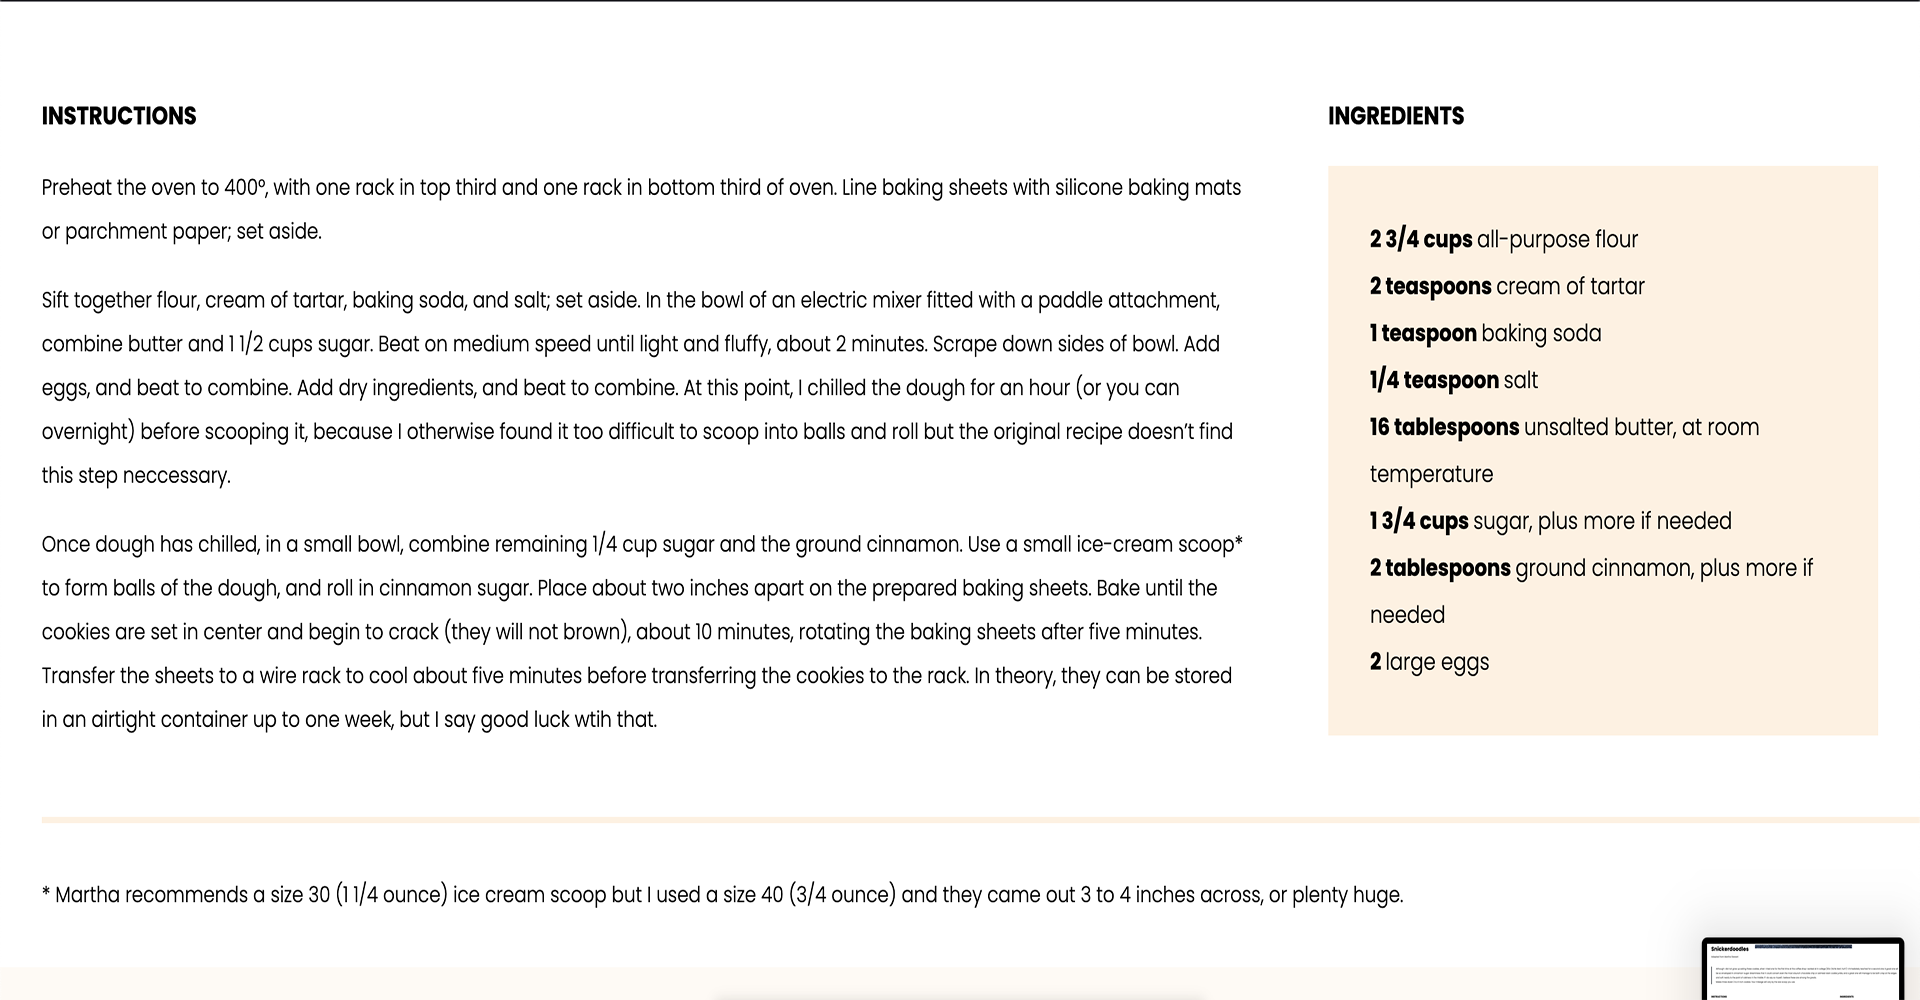 INSTRUCTIONS
Preheat the oven to 400º, with one rack in top third and one rack in bottom third of oven. Line baking sheets with silicone baking mats
or parchment paper; set aside.
Sift together flour, cream of tartar, baking soda, and salt; set aside. In the bowl of an electric mixer fitted with a paddle attachment,
combine butter and 1 1/2 cups sugar. Beat on medium speed until light and fluffy, about 2 minutes. Scrape down sides of bowl. Add
eggs, and beat to combine. Add dry ingredients, and beat to combine. At this point, I chilled the dough for an hour (or you can
overnight) before scooping it, because I otherwise found it too difficult to scoop into balls and roll but the original recipe doesn’t find
this step neccessary.
Once dough has chilled, in a small bowl, combine remaining 1/4 cup sugar and the ground cinnamon. Use a small ice-cream scoop*
to form balls of the dough, and roll in cinnamon sugar. Place about two inches apart on the prepared baking sheets. Bake until the
cookies are set in center and begin to crack (they will not brown), about 10 minutes, rotating the baking sheets after five minutes.
Transfer the sheets to a wire rack to cool about five minutes before transferring the cookies to the rack. In theory, they can be stored
in an airtight container up to one week, but I say good luck wtih that.
INGREDIENTS
2 3/4 cups all-purpose flour
2 teaspoons cream of tartar
1 teaspoon baking soda
1/4 teaspoon salt
16 tablespoons unsalted butter, at room
temperature
1 3/4 cups sugar, plus more if needed
2 tablespoons ground cinnamon, plus more if
needed
2 large eggs
* Martha recommends a size 30 (1 1/4 ounce) ice cream scoop but I used a size 40 (3/4 ounce) and they came out 3 to 4 inches across, or plenty huge.
Snickerdoodles
INSTRUCTIONS
INGREDIENTS